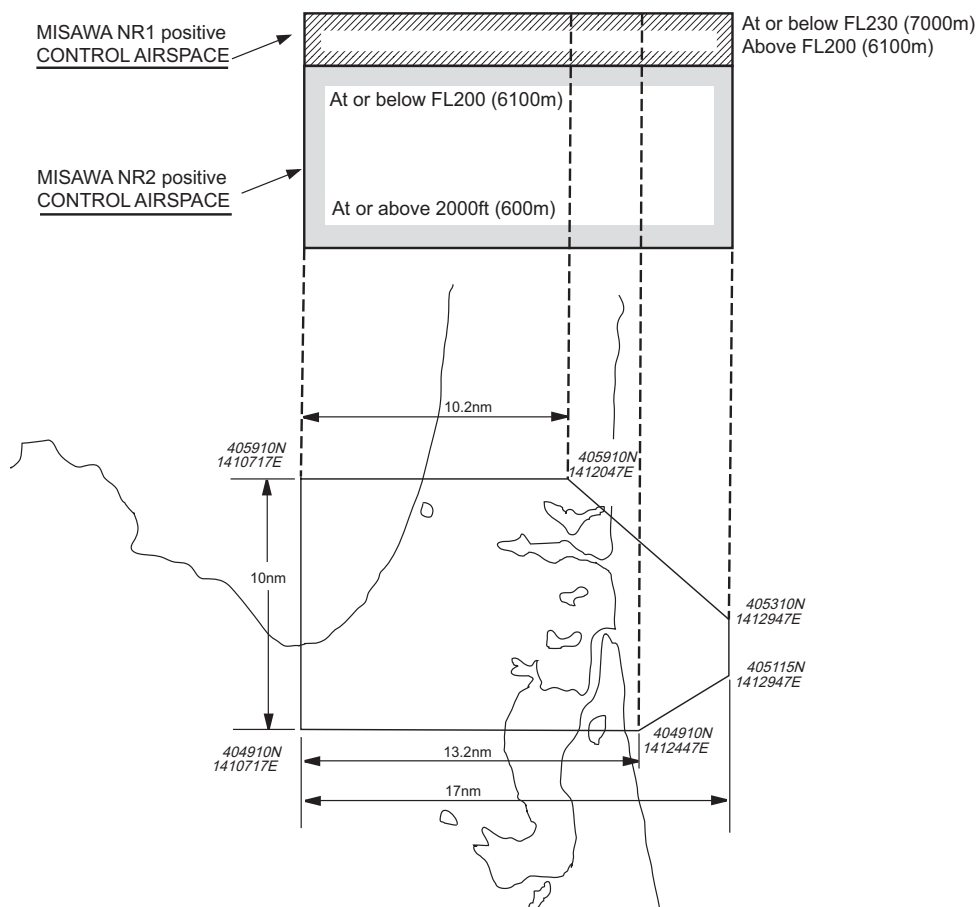 MISAWA NR1 positive
CONTROL AIRSPACE
At or below FL230 (7000m)
Above FL200 (6100m)
At or below FL200 (6100m)
MISAWA NR2 positive
CONTROL AIRSPACE
At or above 2000ft (600m)
10.2nm
405910N
1410717E
405910N
1412047E
10nm
405310N
1412947E
405115N
1412947E
404910N
1410717E
404910N
1412447E
13.2nm
17nm